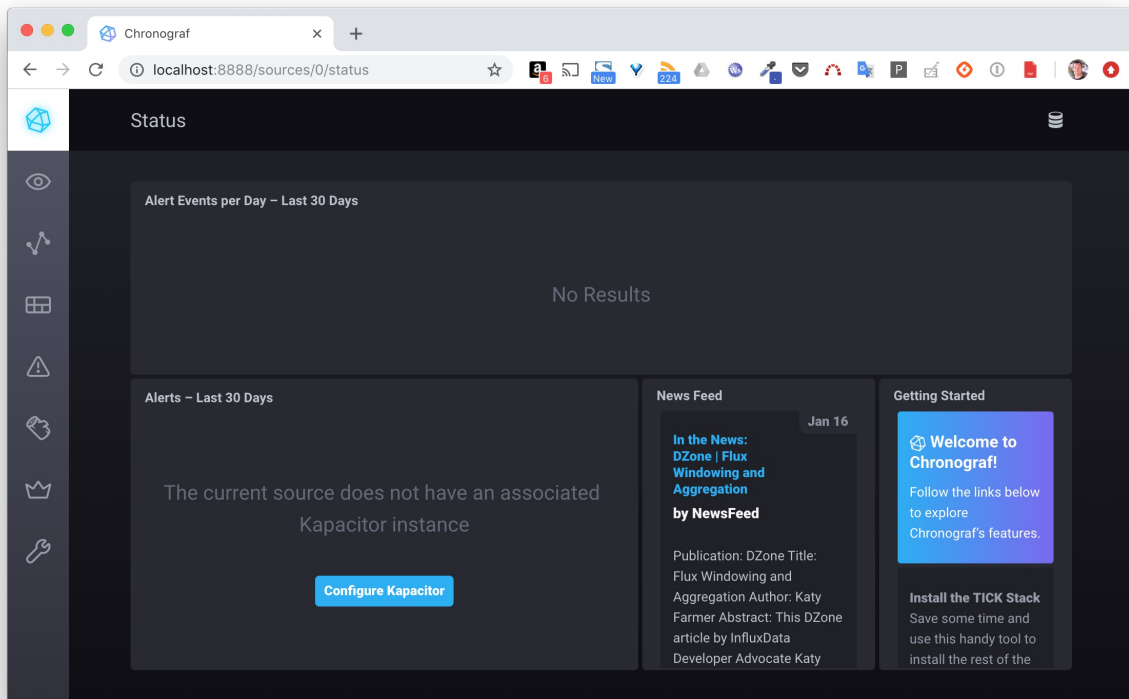 Chronograf
localhost:8888/sources/0/status
6
New
224
Status
Alert Events per Day – Last 30 Days
No Results
Alerts – Last 30 Days
The current source does not have an associated
Kapacitor instance
Configure Kapacitor
News Feed
Jan 16
In the News:
DZone | Flux
Windowing and
Aggregation
by NewsFeed
Publication: DZone Title:
Flux Windowing and
Aggregation Author: Katy
Farmer Abstract: This DZone
article by InfluxData
Developer Advocate Katy
Getting Started
Welcome to
Chronograf!
Follow the links below
to explore
Chronograf's features.
Install the TICK Stack
Save some time and
use this handy tool to
install the rest of the